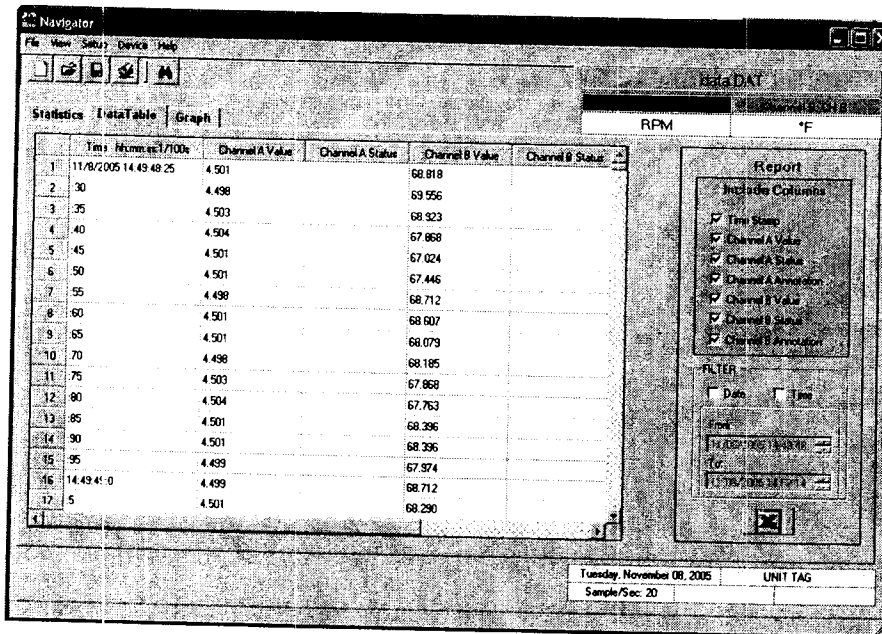 Navigator
File View Setup Device Help
data.DAT
Statistics DataTable Graph
RPM °F
Channel A Value Channel A Status Channel B Value Channel B Status
1 11/8/2005 14:49:48:25 4.501 68.818
2 :30 4.498 69.556
3 :35 4.503 68.923
4 :40 4.504 67.868
5 :45 4.501 67.024
6 :50 4.501 67.446
7 :55 4.498 68.712
8 :60 4.501 68.607
9 :65 4.501 68.079
10 :70 4.498 68.185
11 :75 4.503 67.868
12 :80 4.504 67.763
13 :85 4.501 68.396
14 :90 4.501 68.396
15 :95 4.499 67.974
16 14:49:49:0 4.499 68.712
17 :5 4.501 68.290
Report
Include Columns
Time Stamp
Channel A Value
Channel A Status
Channel A Annotation
Channel B Value
Channel B Status
Channel B Annotation
FILTER
Date Time
From:
To:
Tuesday, November 08, 2005 UNIT TAG
Sample/Sec: 20